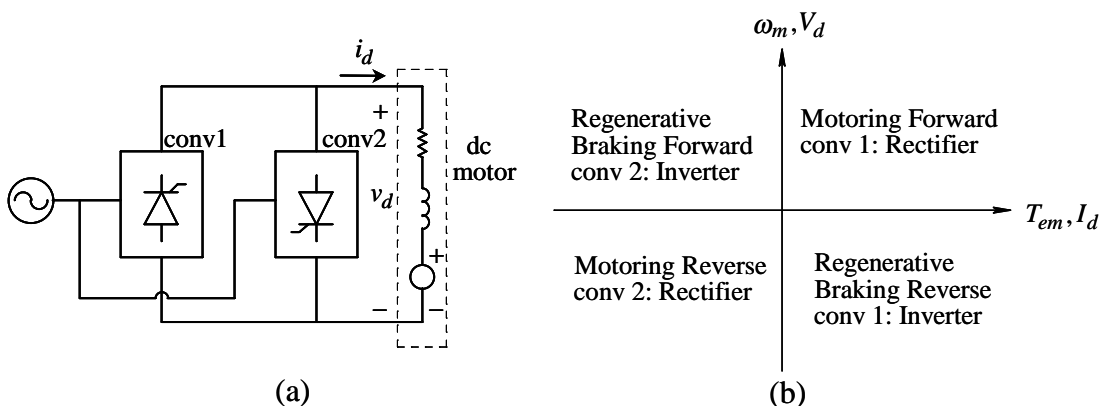 i_d
conv1
conv2
+
dc
motor
v_d
+
−
−
(a)
ω_m, V_d
Regenerative
Braking Forward
conv 2: Inverter
Motoring Forward
conv 1: Rectifier
T_em, I_d
Motoring Reverse
conv 2: Rectifier
Regenerative
Braking Reverse
conv 1: Inverter
(b)